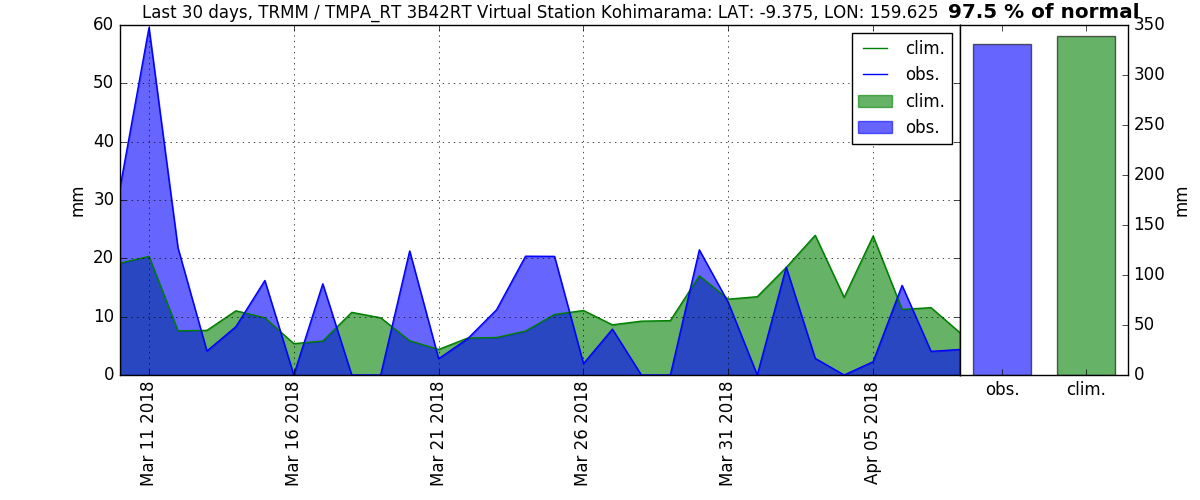 Last 30 days, TRMM / TMPA_RT 3B42RT Virtual Station Kohimarama: LAT: -9.375, LON: 159.625
97.5 % of normal
60
50
40
30
20
10
0
mm
clim.
obs.
clim.
obs.
Mar 11 2018
Mar 16 2018
Mar 21 2018
Mar 26 2018
Mar 31 2018
Apr 05 2018
350
300
250
200
150
100
50
0
mm
obs.
clim.